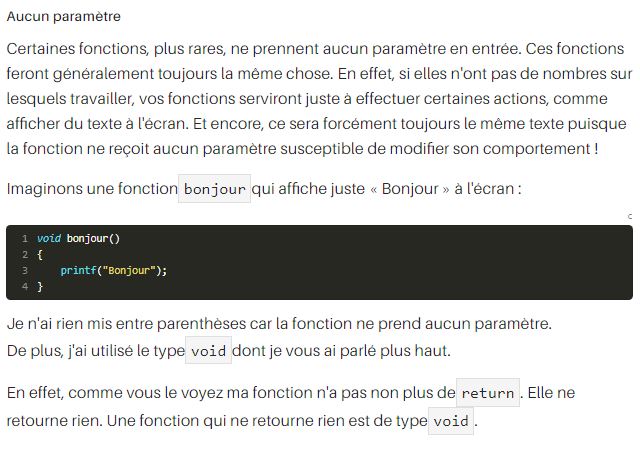 Aucun paramètre
Certaines fonctions, plus rares, ne prennent aucun paramètre en entrée. Ces fonctions
feront généralement toujours la même chose. En effet, si elles n'ont pas de nombres sur
lesquels travailler, vos fonctions serviront juste à effectuer certaines actions, comme
afficher du texte à l'écran. Et encore, ce sera forcément toujours le même texte puisque
la fonction ne reçoit aucun paramètre susceptible de modifier son comportement !
Imaginons une fonction bonjour qui affiche juste « Bonjour » à l'écran :
c
1 void bonjour()
2 {
3     printf("Bonjour");
4 }
Je n'ai rien mis entre parenthèses car la fonction ne prend aucun paramètre.
De plus, j'ai utilisé le type void dont je vous ai parlé plus haut.
En effet, comme vous le voyez ma fonction n'a pas non plus de return . Elle ne
retourne rien. Une fonction qui ne retourne rien est de type void .